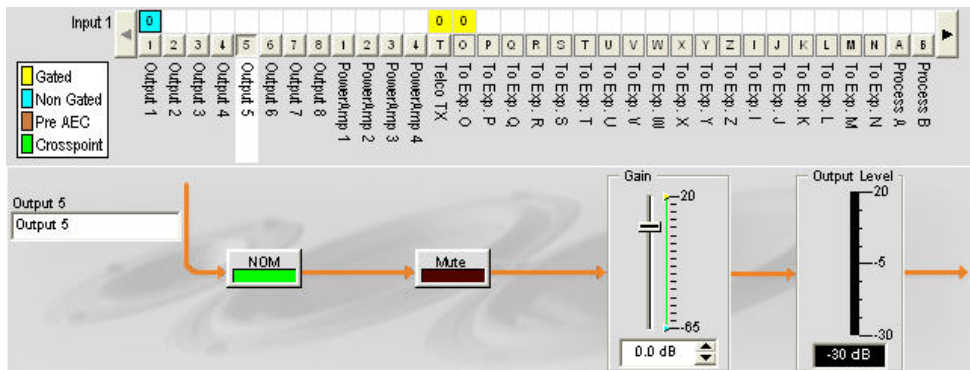 Input 1
0 0 0
1 2 3 4 5 6 7 8 1 2 3 4 T O P Q R S T U V W X Y Z I J K L M N A B
Output 1
Output 2
Output 3
Output 4
Output 5
Output 6
Output 7
Output 8
PowerAmp 1
PowerAmp 2
PowerAmp 3
PowerAmp 4
Telco TX
To Exp. O
To Exp. P
To Exp. Q
To Exp. R
To Exp. S
To Exp. T
To Exp. U
To Exp. V
To Exp. W
To Exp. X
To Exp. Y
To Exp. Z
To Exp. I
To Exp. J
To Exp. K
To Exp. L
To Exp. M
To Exp. N
Process A
Process B
Gated
Non Gated
Pre AEC
Crosspoint
Output 5
Output 5
NOM
Mute
Gain
20
-65
0.0 dB
Output Level
20
-5
-30
-30 dB